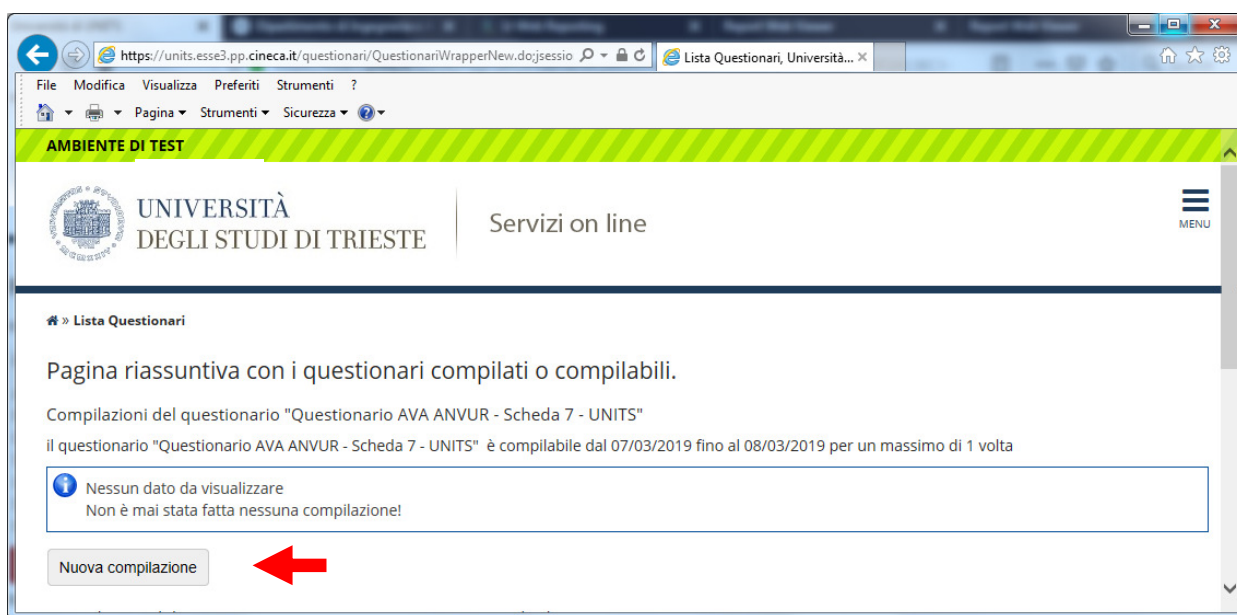 https://units.esse3.pp.cineca.it/questionari/QuestionariWrapperNew.do;jsessio
Lista Questionari, Università...
File Modifica Visualizza Preferiti Strumenti ?
Pagina Strumenti Sicurezza
AMBIENTE DI TEST
UNIVERSITÀ
DEGLI STUDI DI TRIESTE
Servizi on line
MENU
» Lista Questionari
Pagina riassuntiva con i questionari compilati o compilabili.
Compilazioni del questionario "Questionario AVA ANVUR - Scheda 7 - UNITS"
il questionario "Questionario AVA ANVUR - Scheda 7 - UNITS" è compilabile dal 07/03/2019 fino al 08/03/2019 per un massimo di 1 volta
Nessun dato da visualizzare
Non è mai stata fatta nessuna compilazione!
Nuova compilazione